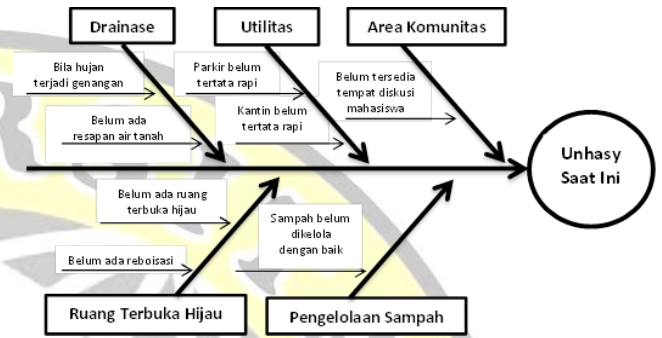 Drainase
Utilitas
Area Komunitas
Bila hujan
terjadi genangan
Parkir belum
tertata rapi
Belum tersedia
tempat diskusi
mahasiswa
Belum ada
resapan air tanah
Kantin belum
tertata rapi
Unhasy
Saat Ini
Belum ada ruang
terbuka hijau
Sampah belum
dikelola
dengan baik
Belum ada reboisasi
Ruang Terbuka Hijau
Pengelolaan Sampah